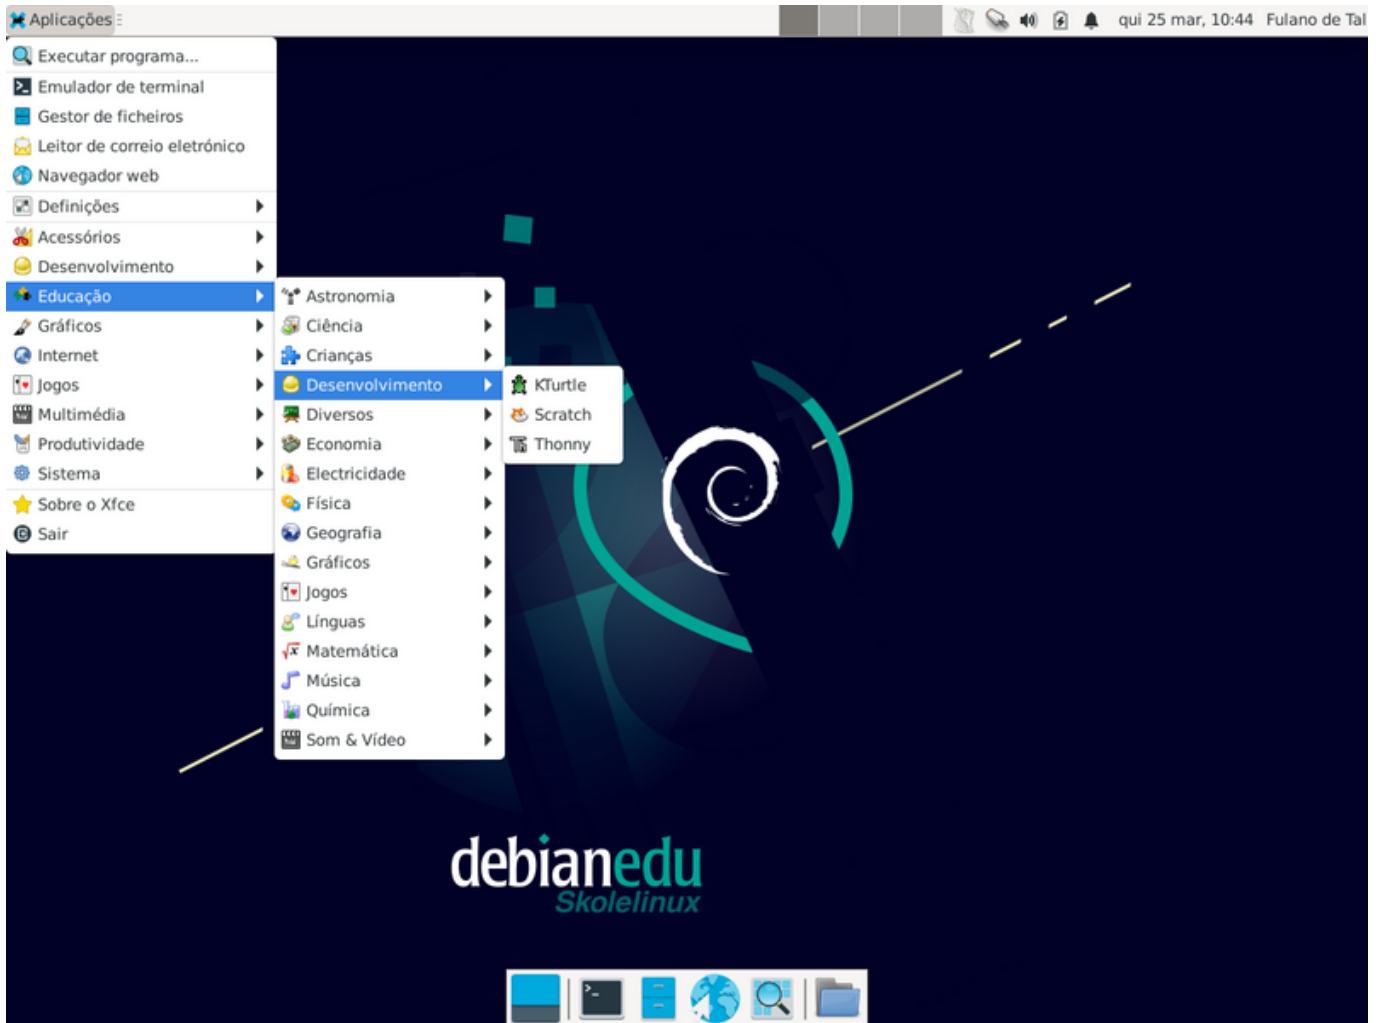 Aplicações
qui 25 mar, 10:44 Fulano de Tal
Executar programa...
Emulador de terminal
Gestor de ficheiros
Leitor de correio eletrónico
Navegador web
Definições
Acessórios
Desenvolvimento
Educação
Gráficos
Internet
Jogos
Multimédia
Produtividade
Sistema
Sobre o Xfce
Sair
Astronomia
Ciência
Crianças
Desenvolvimento
Diversos
Economia
Electricidade
Física
Geografia
Gráficos
Jogos
Línguas
Matemática
Música
Química
Som & Vídeo
KTurtle
Scratch
Thonny
debianedu
Skolelinux